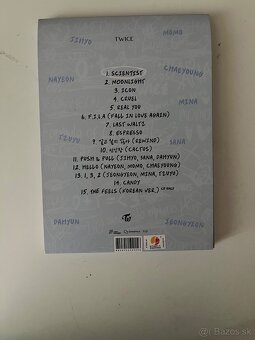 TWICE
JIHYO
MOMO
NAYEON
CHAEYOUNG
1. SCIENTIST
2. MOONLIGHT
3. ICON
4. CRUEL
MINA
5. REAL YOU
6. F.I.L.A (FALL IN LOVE AGAIN)
7. LAST WALTZ
8. ESPRESSO
TZUYU
SANA
9. (REWIND)
10. 선인장 (CACTUS)
11. PUSH & PULL (JIHYO, SANA, DAHYUN)
12. HELLO (NAYEON, MOMO, CHAEYOUNG)
13. 1, 3, 2 (JEONGYEON, MINA, TZUYU)
14. CANDY
15. THE FEELS (KOREAN VER.)
DAHYUN
JEONGYEON
bazos.sk